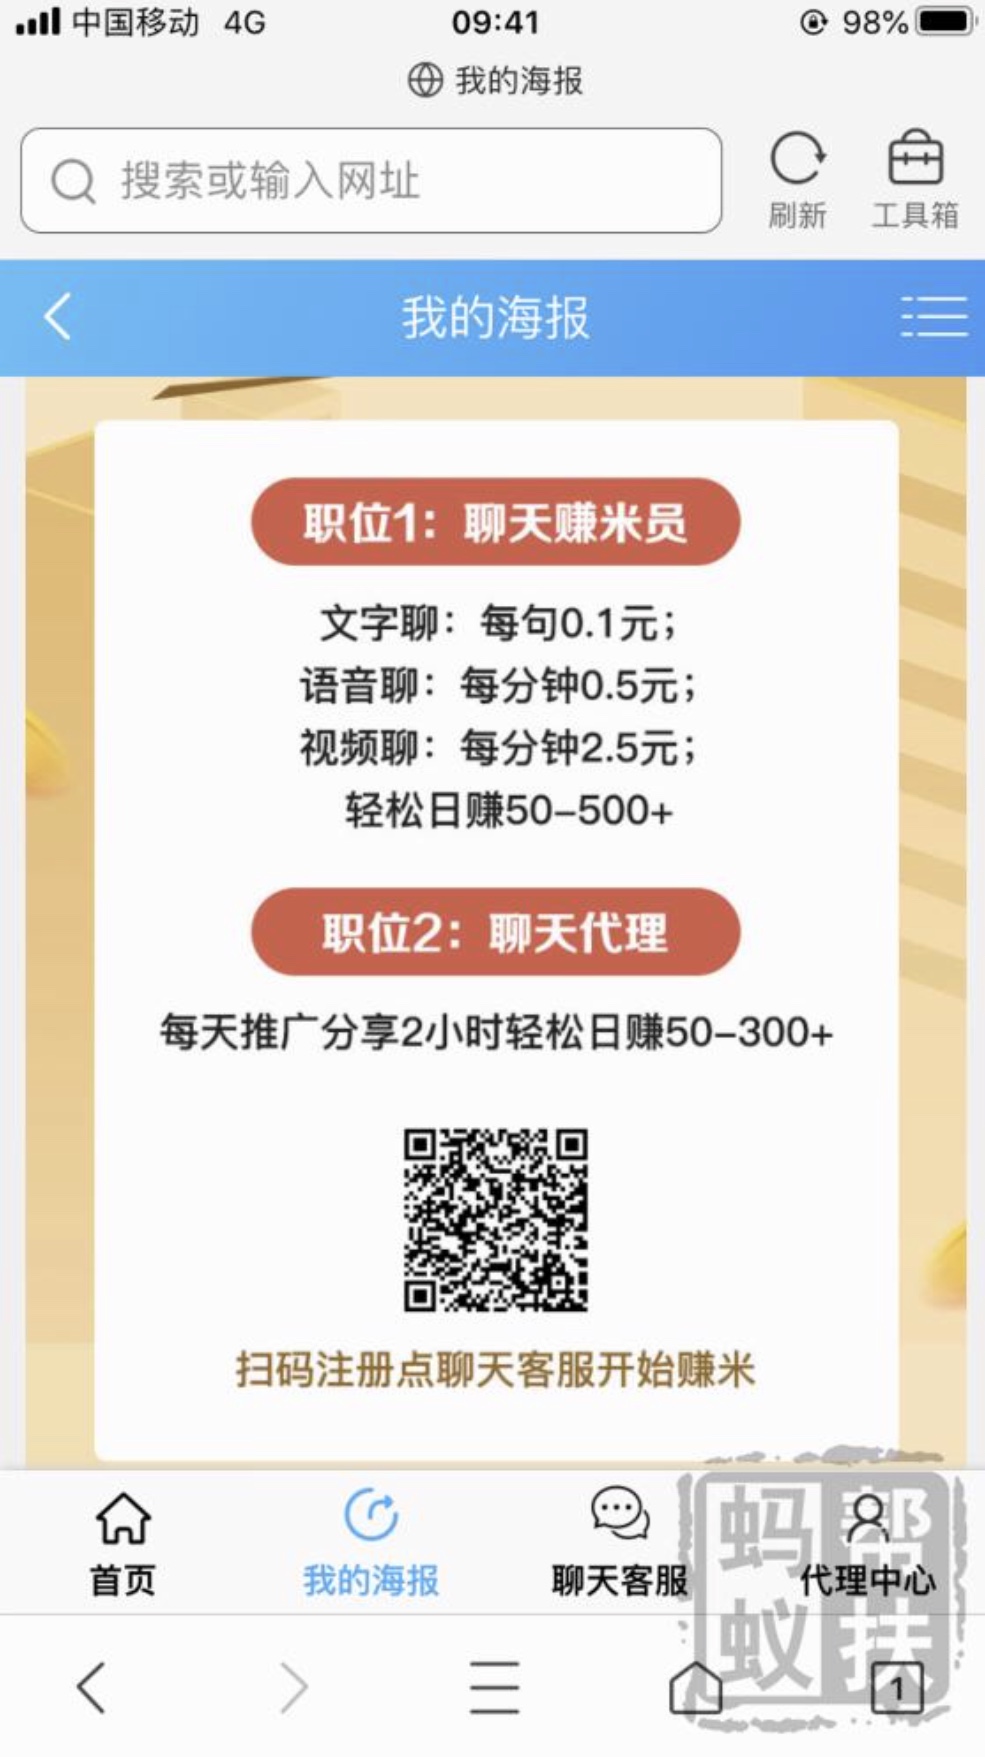 中国移动 4G 09:41 98%
我的海报
搜索或输入网址
刷新 工具箱
我的海报
职位1：聊天赚米员
文字聊：每句0.1元；
语音聊：每分钟0.5元；
视频聊：每分钟2.5元；
轻松日赚50-500+
职位2：聊天代理
每天推广分享2小时轻松日赚50-300+
扫码注册点聊天客服开始赚米
首页 我的海报 聊天客服 代理中心
蚂蚁帮扶
1